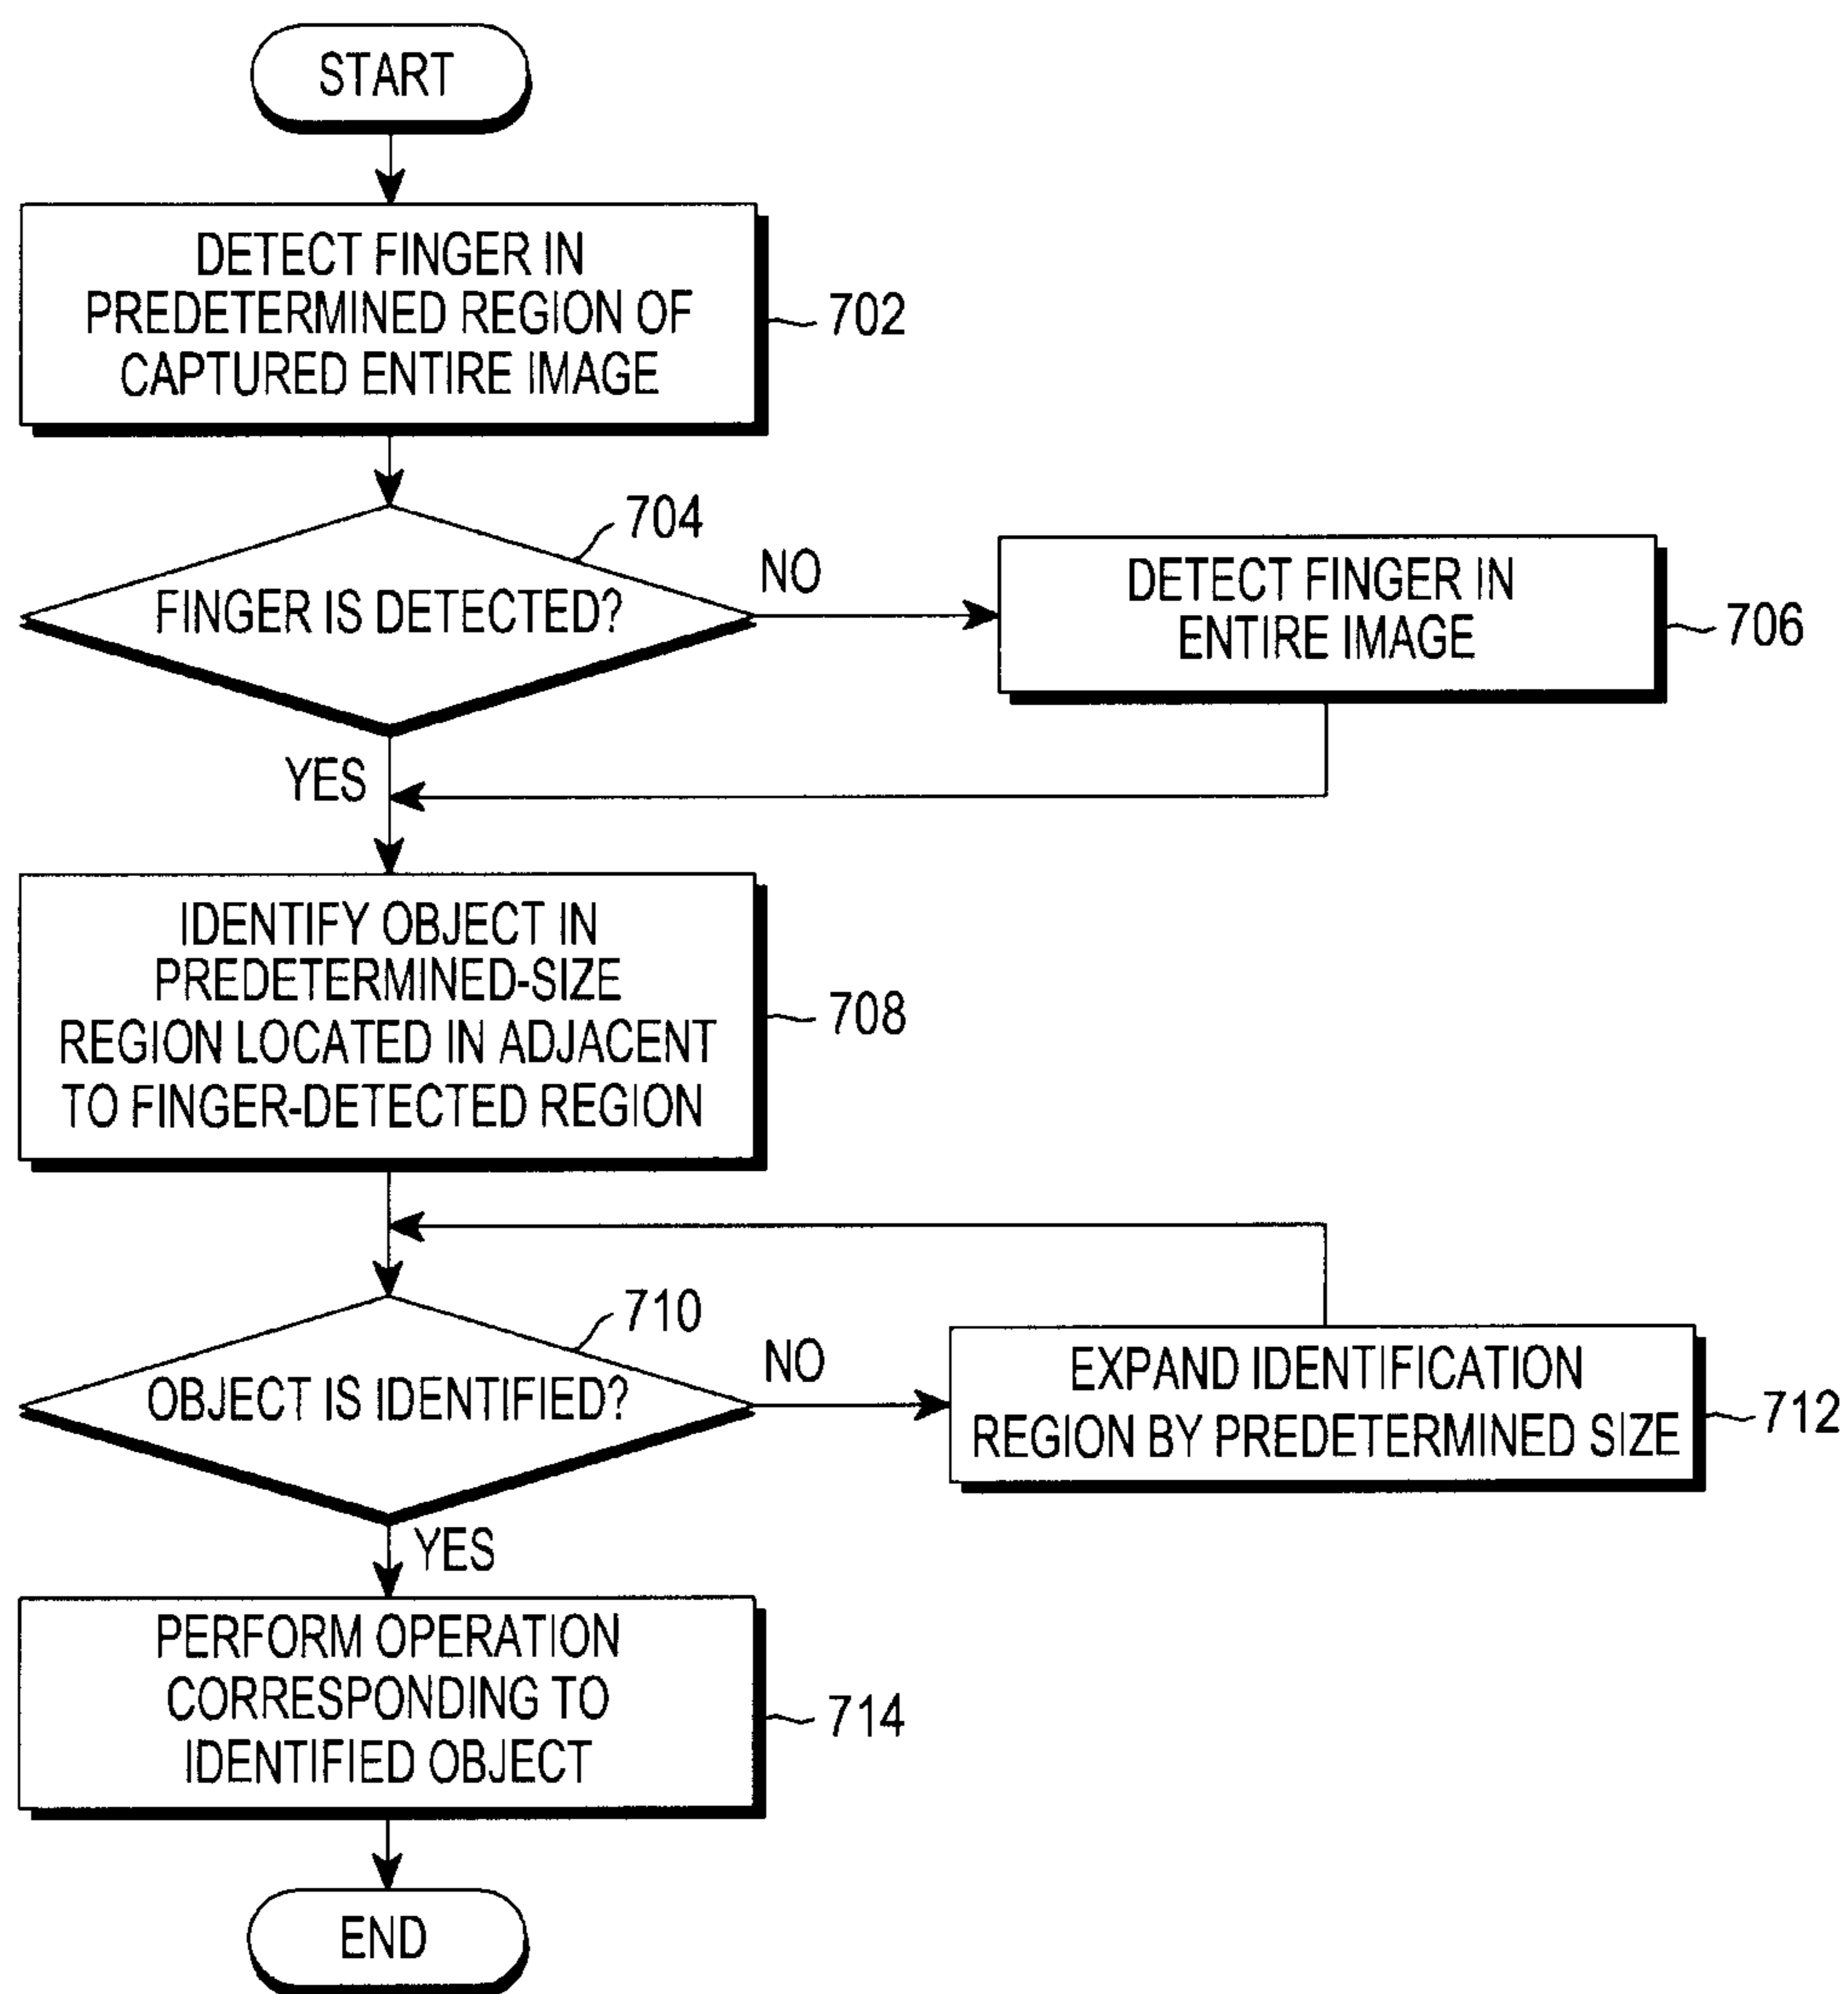 START
DETECT FINGER IN
PREDETERMINED REGION OF
CAPTURED ENTIRE IMAGE
702
704
FINGER IS DETECTED?
NO
DETECT FINGER IN
ENTIRE IMAGE
706
YES
IDENTIFY OBJECT IN
PREDETERMINED-SIZE
REGION LOCATED IN ADJACENT
TO FINGER-DETECTED REGION
708
710
OBJECT IS IDENTIFIED?
NO
EXPAND IDENTIFICATION
REGION BY PREDETERMINED SIZE
712
YES
PERFORM OPERATION
CORRESPONDING TO
IDENTIFIED OBJECT
714
END